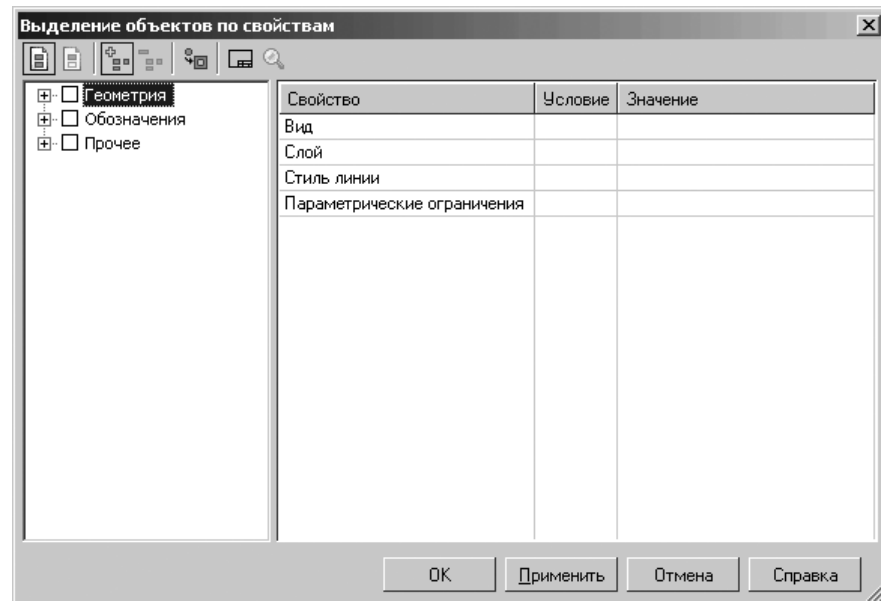 Выделение объектов по свойствам
Геометрия
Обозначения
Прочее
Свойство Условие Значение
Вид
Слой
Стиль линии
Параметрические ограничения
OK Применить Отмена Справка